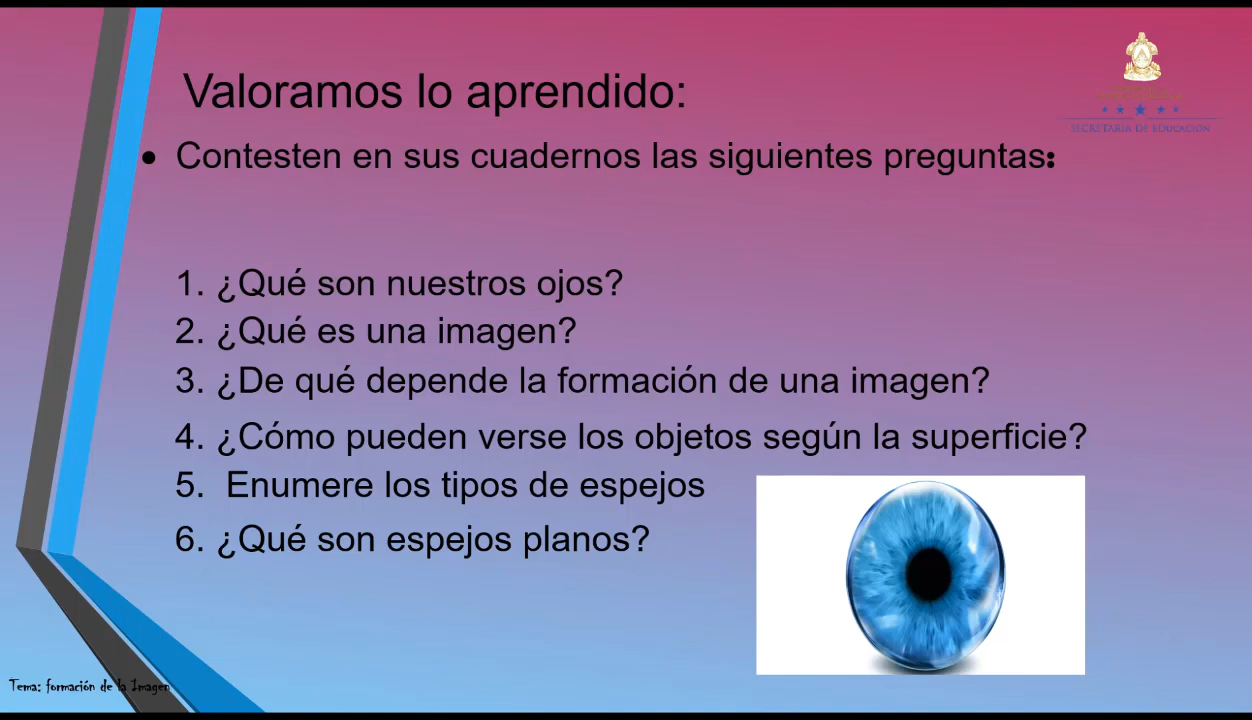 Valoramos lo aprendido:
• Contesten en sus cuadernos las siguientes preguntas:
1. ¿Qué son nuestros ojos?
2. ¿Qué es una imagen?
3. ¿De qué depende la formación de una imagen?
4. ¿Cómo pueden verse los objetos según la superficie?
5. Enumere los tipos de espejos
6. ¿Qué son espejos planos?
SECRETARÍA DE EDUCACIÓN
Tema: formación de la Imagen